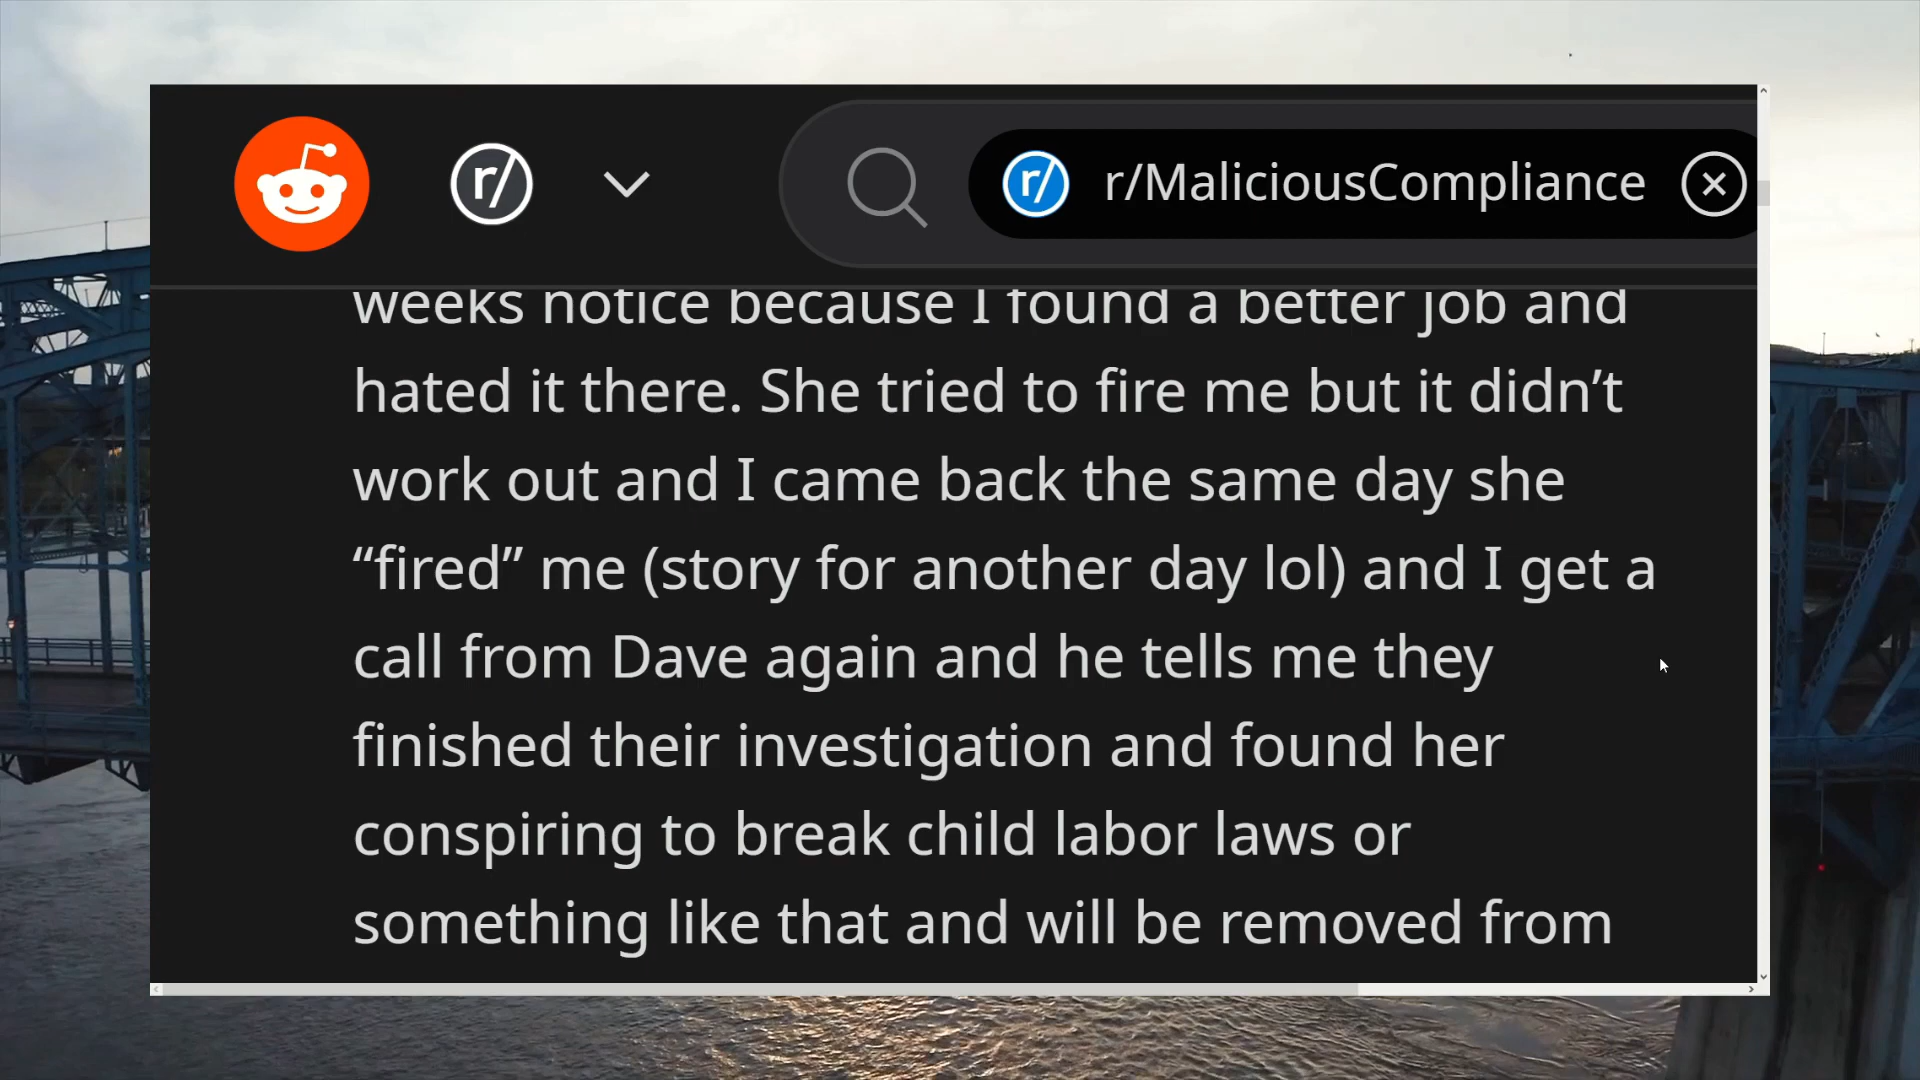 r/
r/ r/MaliciousCompliance
weeks notice because I found a better job and
hated it there. She tried to fire me but it didn’t
work out and I came back the same day she
“fired” me (story for another day lol) and I get a
call from Dave again and he tells me they
finished their investigation and found her
conspiring to break child labor laws or
something like that and will be removed from